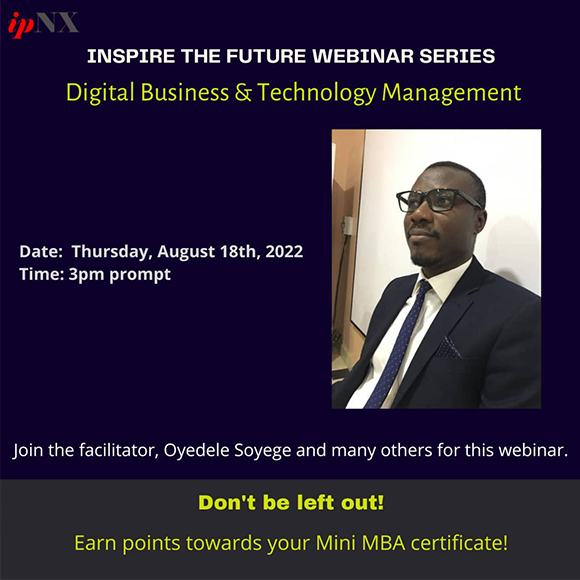 ipNX
INSPIRE THE FUTURE WEBINAR SERIES
Digital Business & Technology Management
Date:  Thursday, August 18th, 2022
Time: 3pm prompt
Join the facilitator, Oyedele Soyege and many others for this webinar.
Don't be left out!
Earn points towards your Mini MBA certificate!